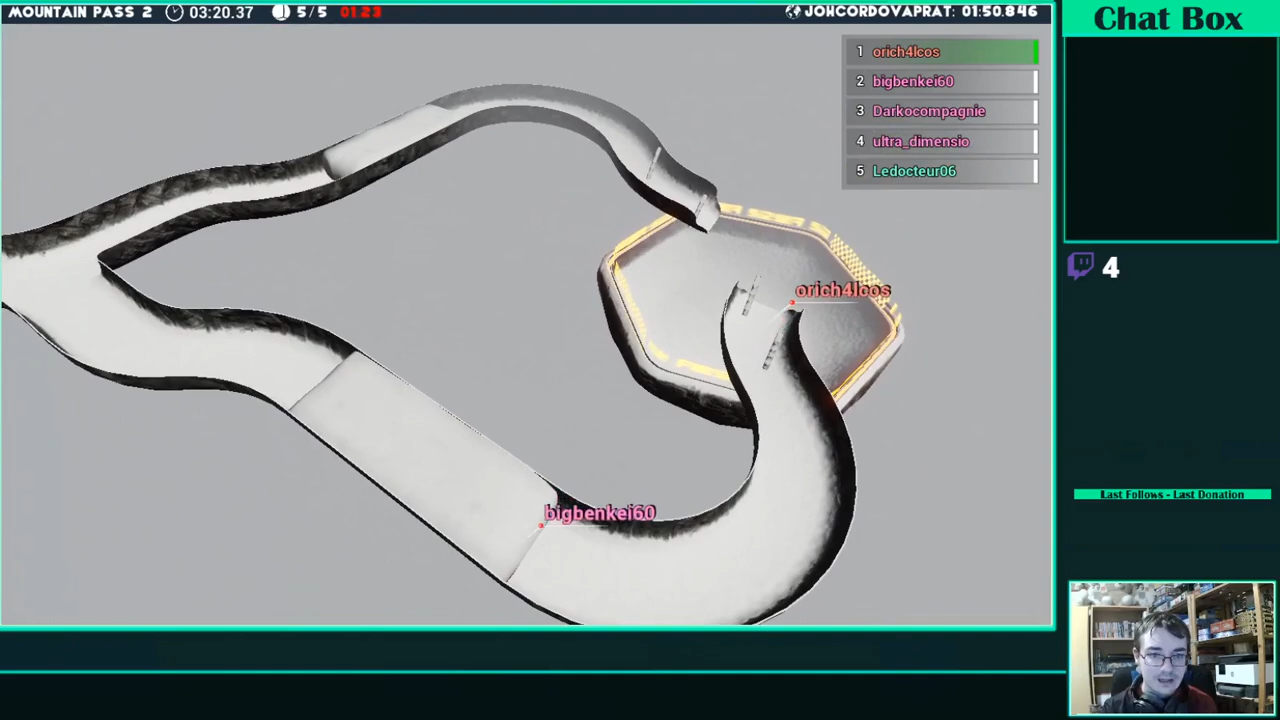 MOUNTAIN PASS 2 03:20.37 5/5 01.23 JOHCORDOVAPRAT: 01:50.846
1 orich4lcos
2 bigbenkei60
3 Darkocompagnie
4 ultra_dimensio
5 Ledocteur06
orich4lcos
bigbenkei60
Chat Box
4
Last Follows - Last Donation